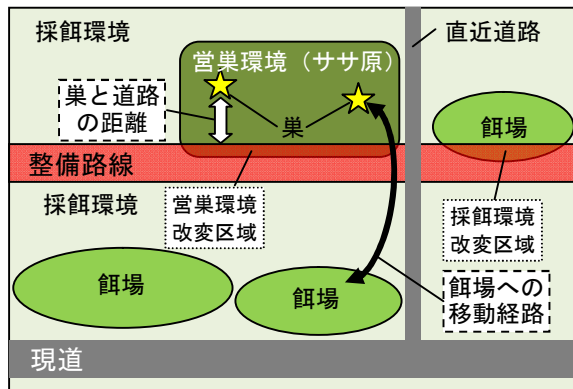 採餌環境
直近道路
営巣環境（ササ原）
巣と道路
の距離
巣
餌場
整備路線
採餌環境
営巣環境
改変区域
採餌環境
改変区域
餌場
餌場
餌場への
移動経路
現道